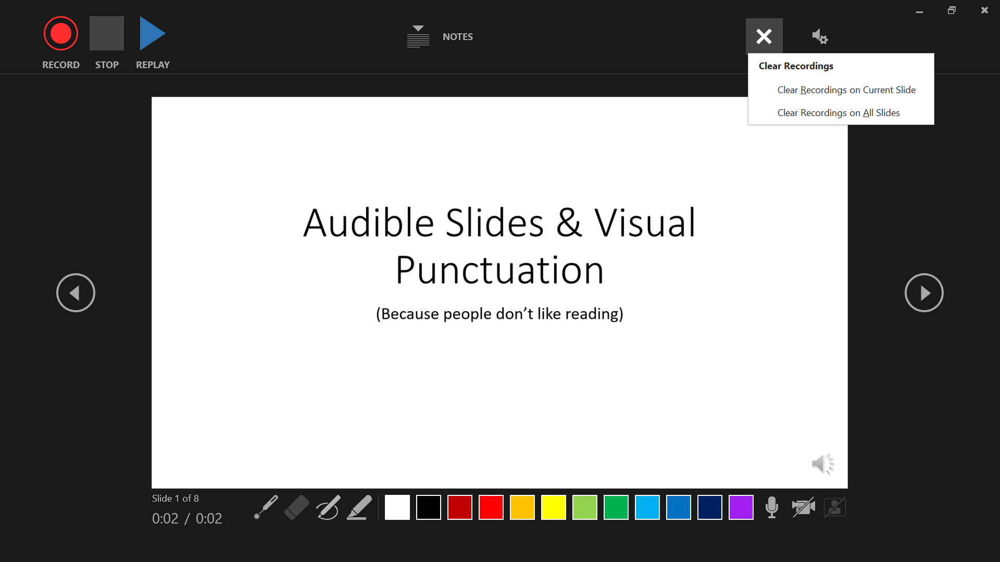 RECORD
STOP
REPLAY
NOTES
Clear Recordings
Clear Recordings on Current Slide
Clear Recordings on All Slides
Audible Slides & Visual
Punctuation
(Because people don’t like reading)
Slide 1 of 8
0:02 / 0:02